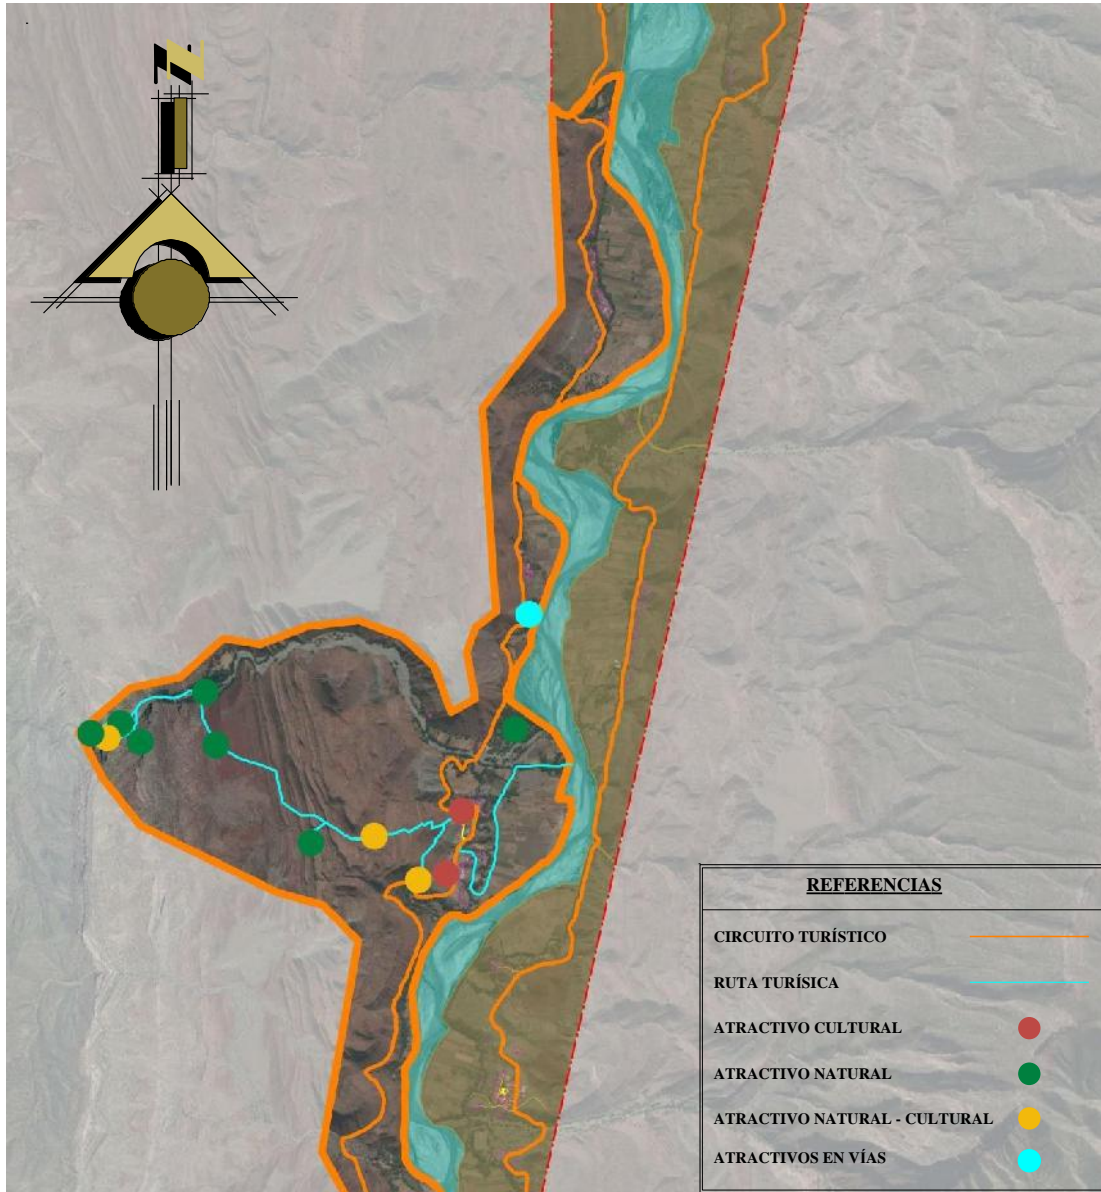 N
REFERENCIAS
CIRCUITO TURÍSTICO
RUTA TURÍSICA
ATRACTIVO CULTURAL
ATRACTIVO NATURAL
ATRACTIVO NATURAL - CULTURAL
ATRACTIVOS EN VÍAS